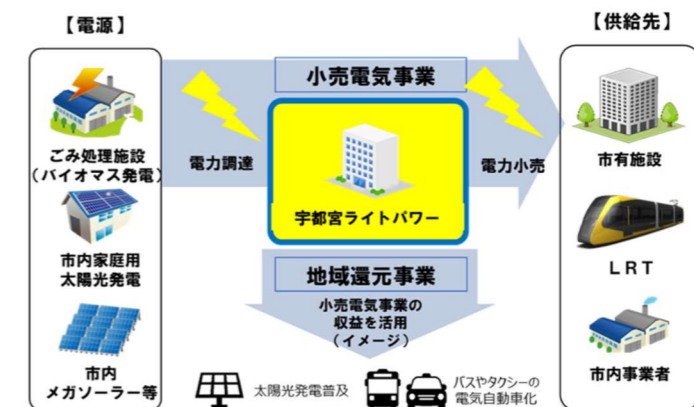 【電源】
ごみ処理施設
(バイオマス発電)
市内家庭用
太陽光発電
市内
メガソーラー等
小売電気事業
電力調達
宇都宮ライトパワー
電力小売
地域還元事業
小売電気事業の
収益を活用
(イメージ)
太陽光発電普及
バスやタクシーの
電気自動車化
【供給先】
市有施設
LRT
市内事業者